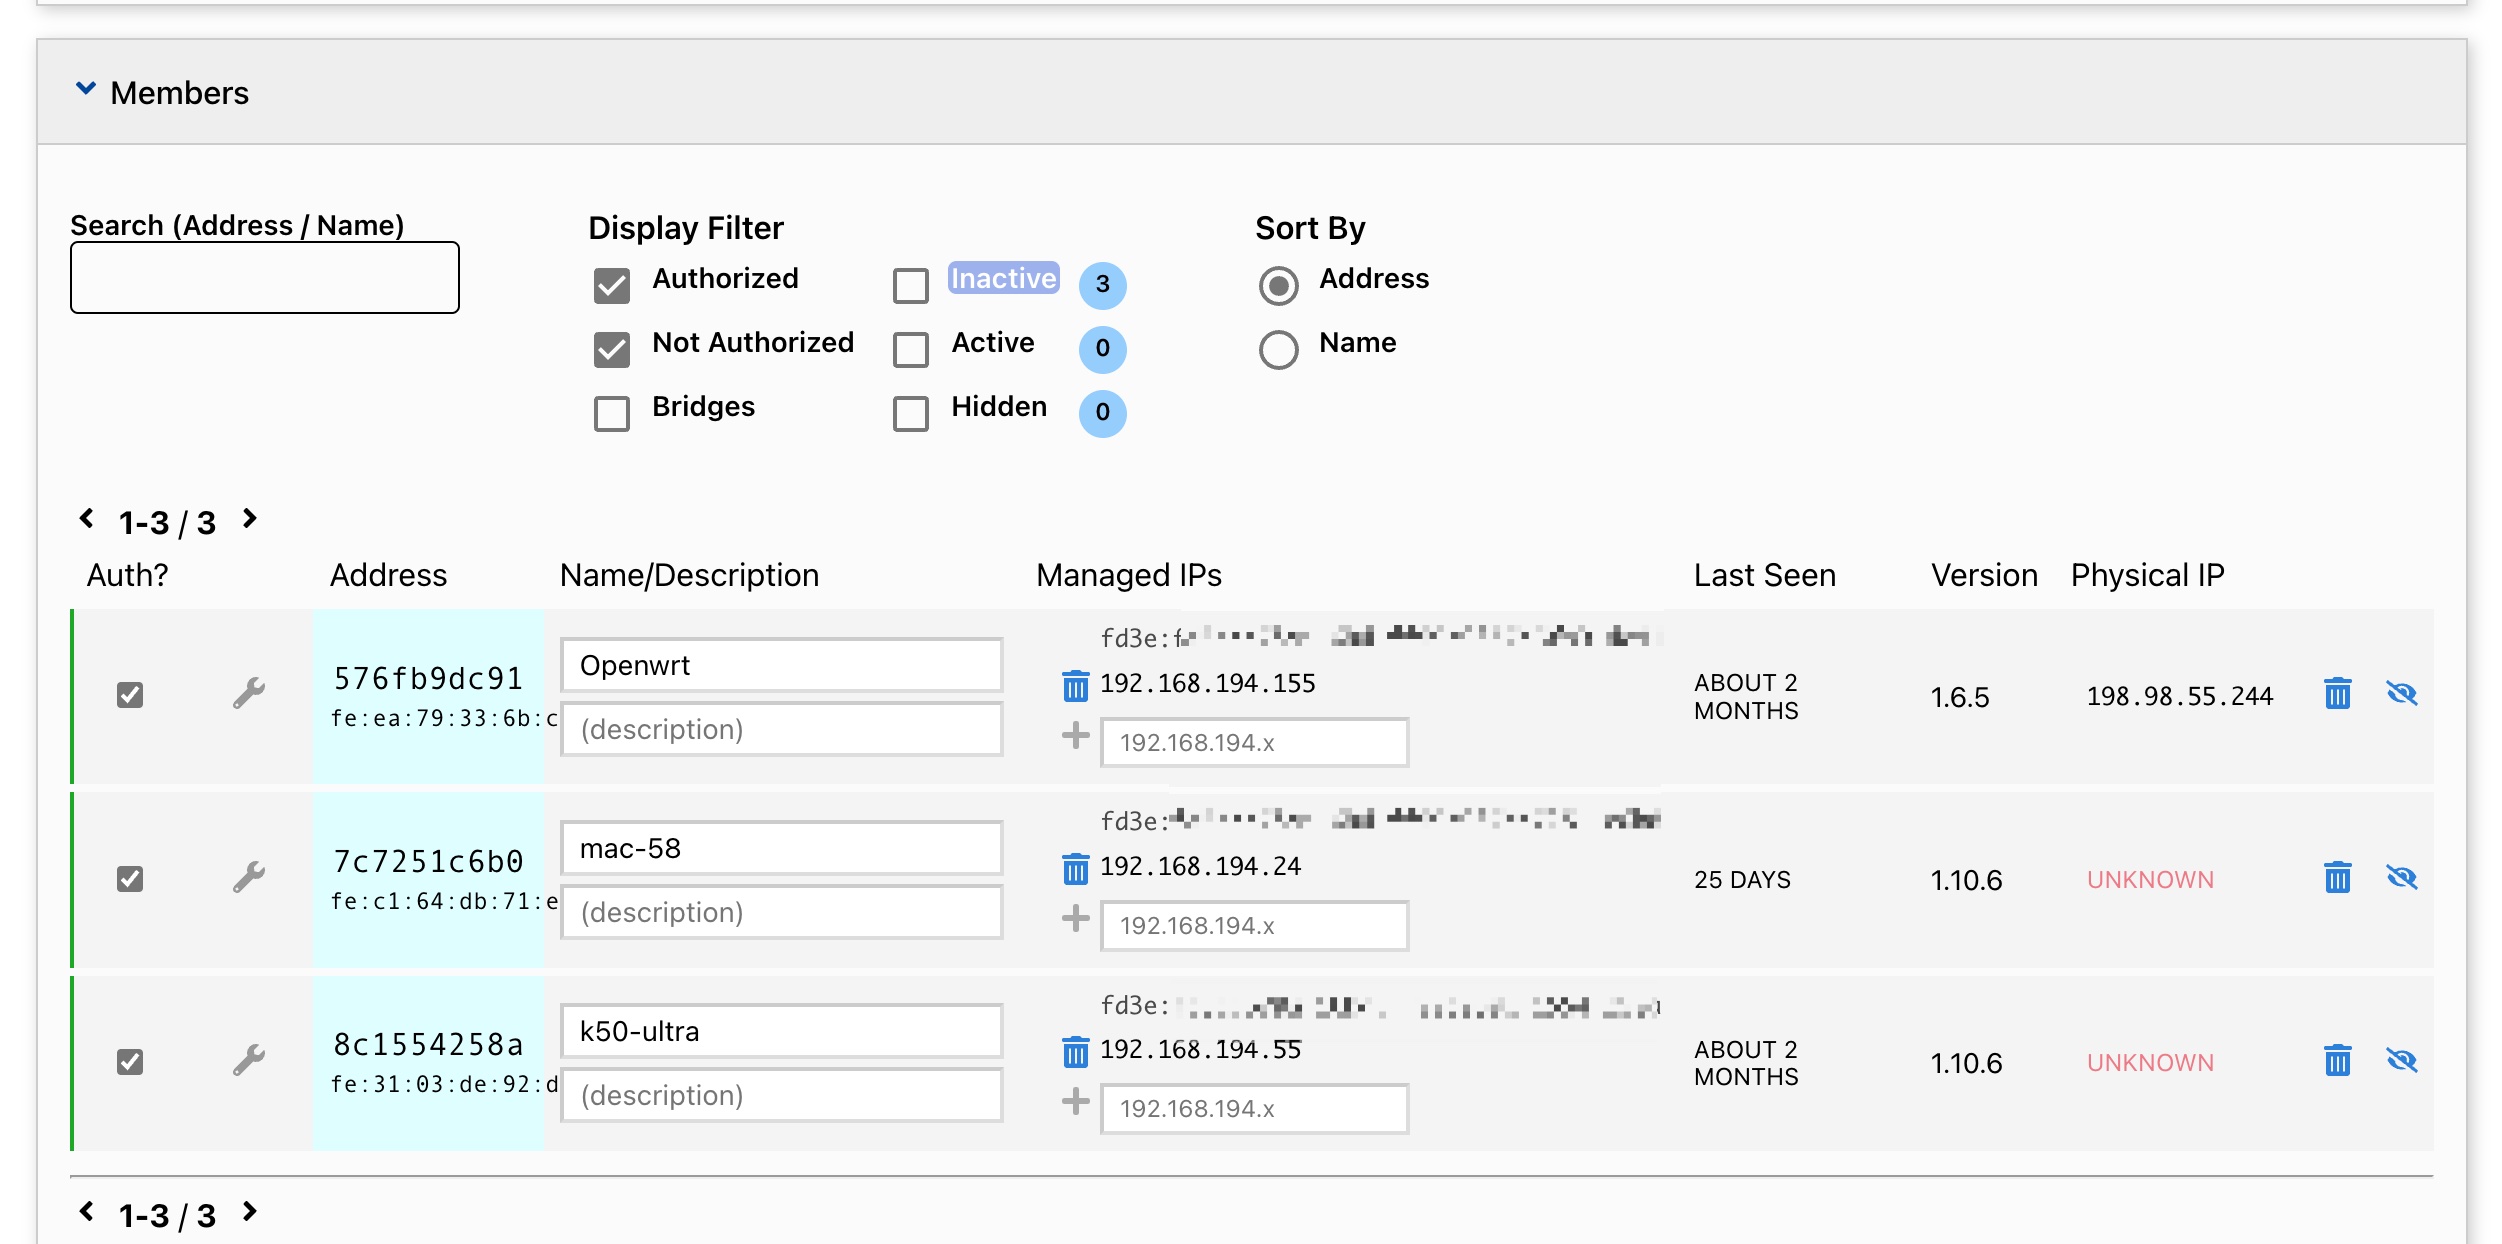 Members
Search (Address / Name)
Display Filter
Sort By
Authorized
Inactive
3
Address
Not Authorized
Active
0
Name
Bridges
Hidden
0
1-3 / 3
Auth?
Address
Name/Description
Managed IPs
Last Seen
Version
Physical IP
576fb9dc91
fe:ea:79:33:6b:c
Openwrt
(description)
fd3e:
192.168.194.155
192.168.194.x
ABOUT 2
MONTHS
1.6.5
198.98.55.244
7c7251c6b0
fe:c1:64:db:71:e
mac-58
(description)
fd3e:
192.168.194.24
192.168.194.x
25 DAYS
1.10.6
UNKNOWN
8c1554258a
fe:31:03:de:92:d
k50-ultra
(description)
fd3e:
192.168.194.55
192.168.194.x
ABOUT 2
MONTHS
1.10.6
UNKNOWN
1-3 / 3